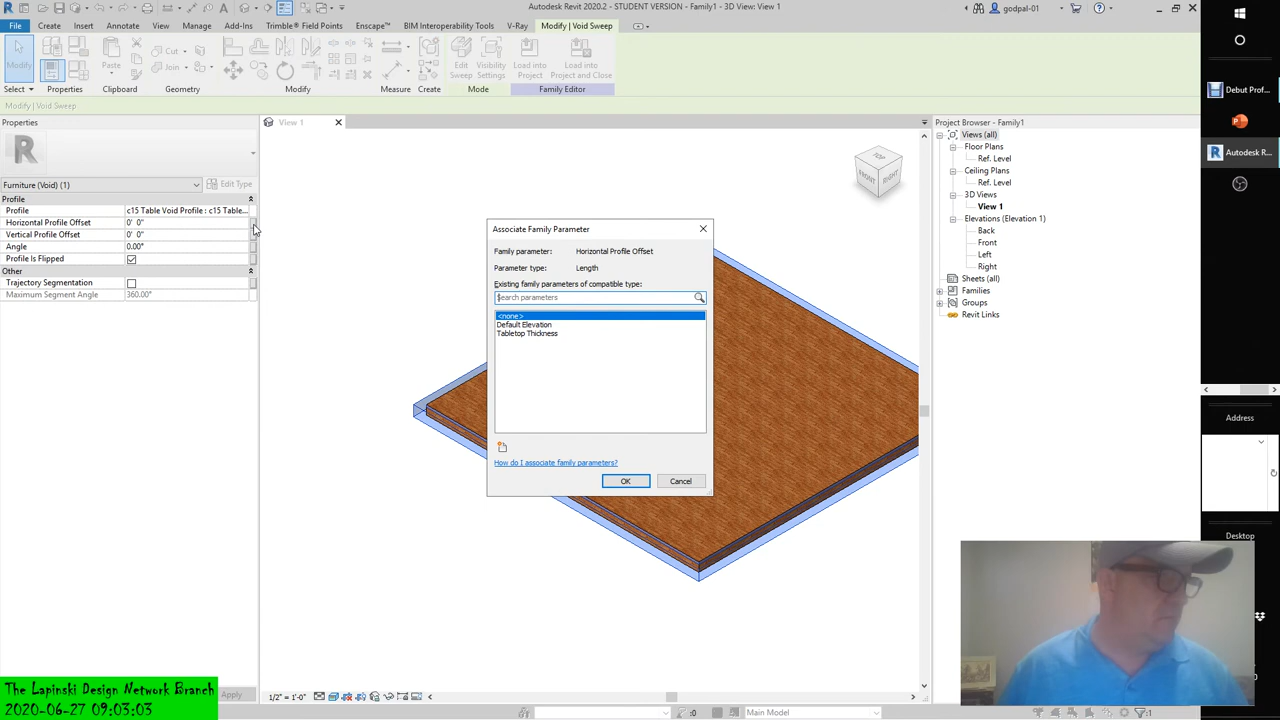 Autodesk Revit 2020.2 - STUDENT VERSION - Family1 - 3D View: View 1
godpal-01
File Create Insert Annotate View Manage Add-Ins Trimble® Field Points Enscape™ BIM Interoperability Tools V-Ray Modify | Void Sweep
Modify Paste Cut Join Edit Sweep Visibility Settings Load into Project Load into Project and Close
Select Properties Clipboard Geometry Modify Measure Create Mode Family Editor
Modify | Void Sweep
Properties
View 1
Furniture (Void) (1)
Edit Type
Profile
Profile c15 Table Void Profile : c15 Table...
Horizontal Profile Offset 0' 0"
Vertical Profile Offset 0' 0"
Angle 0.00°
Profile Is Flipped
Other
Trajectory Segmentation
Maximum Segment Angle 360.00°
Apply
TOP
FRONT
RIGHT
Associate Family Parameter
Family parameter: Horizontal Profile Offset
Parameter type: Length
Existing family parameters of compatible type:
Search parameters
<none>
Default Elevation
Tabletop Thickness
How do I associate family parameters?
OK Cancel
Project Browser - Family1
Views (all)
Floor Plans
Ref. Level
Ceiling Plans
Ref. Level
3D Views
View 1
Elevations (Elevation 1)
Back
Front
Left
Right
Sheets (all)
Families
Groups
Revit Links
Debut Prof...
Autodesk R...
Address
Desktop
1/2" = 1'-0"
:0
Main Model
:1
The Lapinski Design Network Branch
2020-06-27 09:03:03